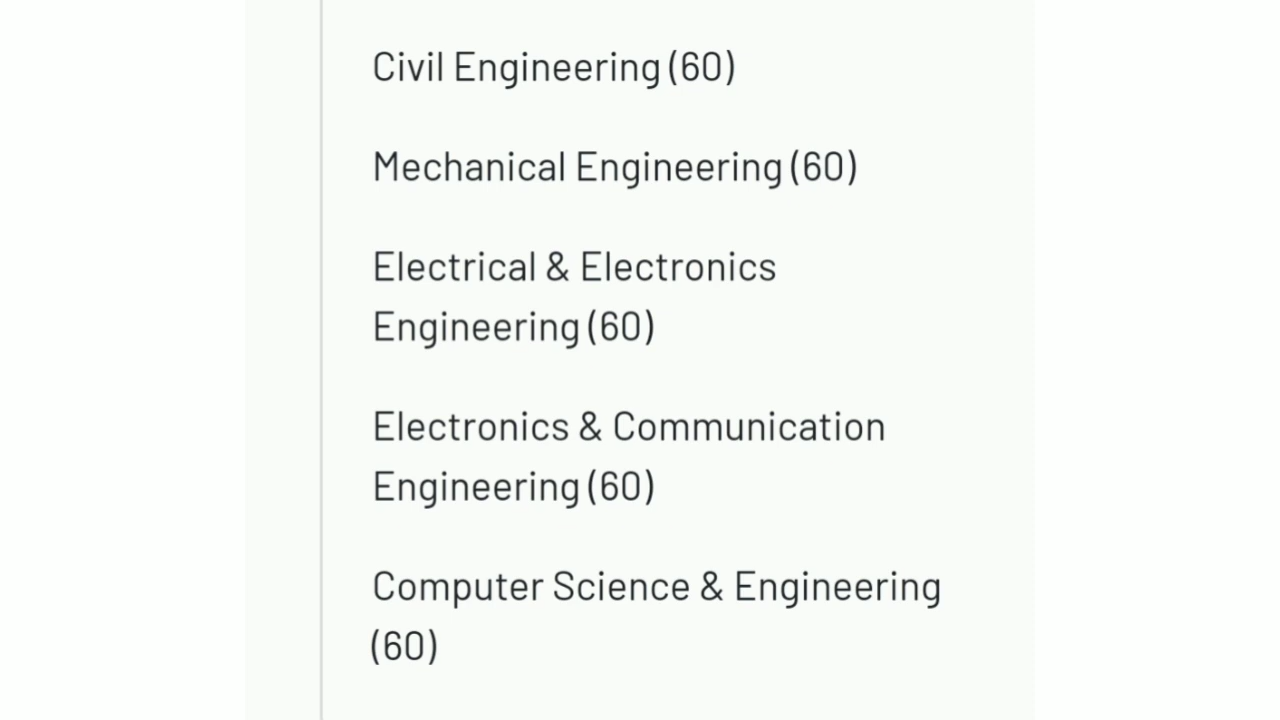 Civil Engineering (60)
Mechanical Engineering (60)
Electrical & Electronics
Engineering (60)
Electronics & Communication
Engineering (60)
Computer Science & Engineering
(60)